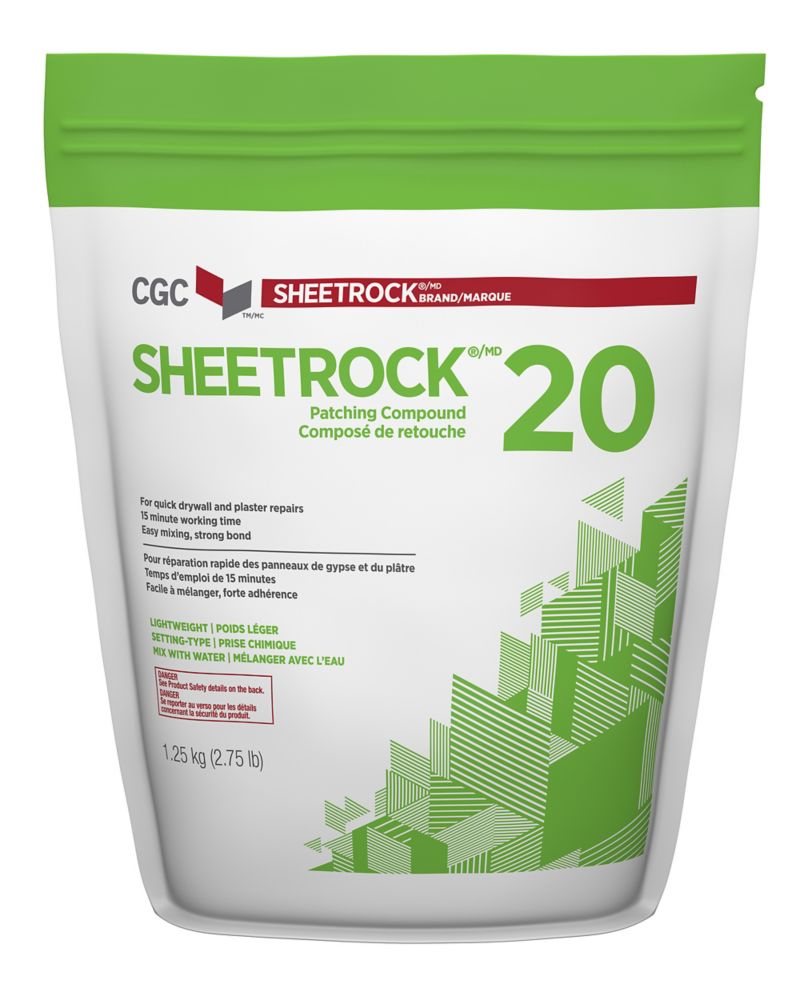 CGC TM/MC SHEETROCK®/MD BRAND/MARQUE
SHEETROCK®/MD 20
Patching Compound
Composé de retouche
For quick drywall and plaster repairs
15 minute working time
Easy mixing, strong bond
Pour réparation rapide des panneaux de gypse et du plâtre
Temps d'emploi de 15 minutes
Facile à mélanger, forte adhérence
LIGHTWEIGHT | POIDS LÉGER
SETTING-TYPE | PRISE CHIMIQUE
MIX WITH WATER | MÉLANGER AVEC L'EAU
DANGER
See Product Safety details on the back.
DANGER
Se reporter au verso pour les détails
concernant la sécurité du produit.
1.25 kg (2.75 lb)